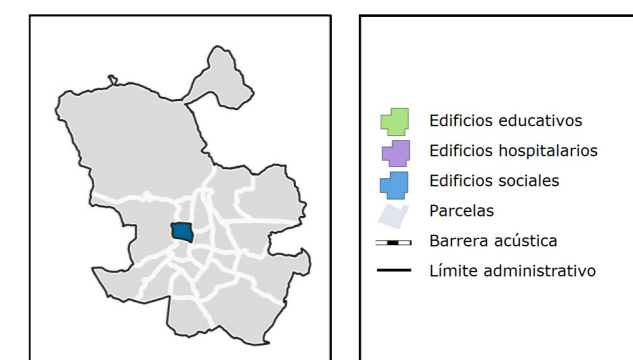 Edificios educativos
Edificios hospitalarios
Edificios sociales
Parcelas
Barrera acústica
Límite administrativo